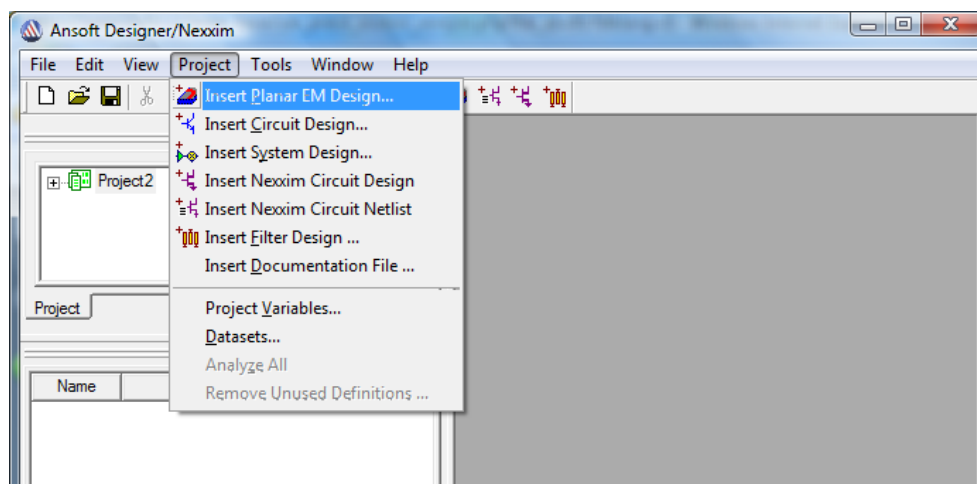 Ansoft Designer/Nexxim
File Edit View Project Tools Window Help
Insert Planar EM Design...
Insert Circuit Design...
Insert System Design...
Project2
Insert Nexxim Circuit Design
Insert Nexxim Circuit Netlist
Insert Filter Design ...
Insert Documentation File ...
Project
Project Variables...
Datasets...
Analyze All
Name
Remove Unused Definitions ...